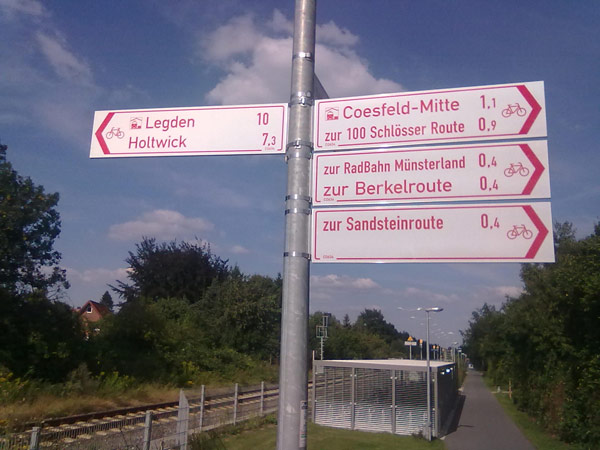 Legden 10
Holtwick 7,3
Coesfeld-Mitte 1,1
zur 100 Schlösser Route 0,9
zur RadBahn Münsterland 0,4
zur Berkelroute 0,4
zur Sandsteinroute 0,4